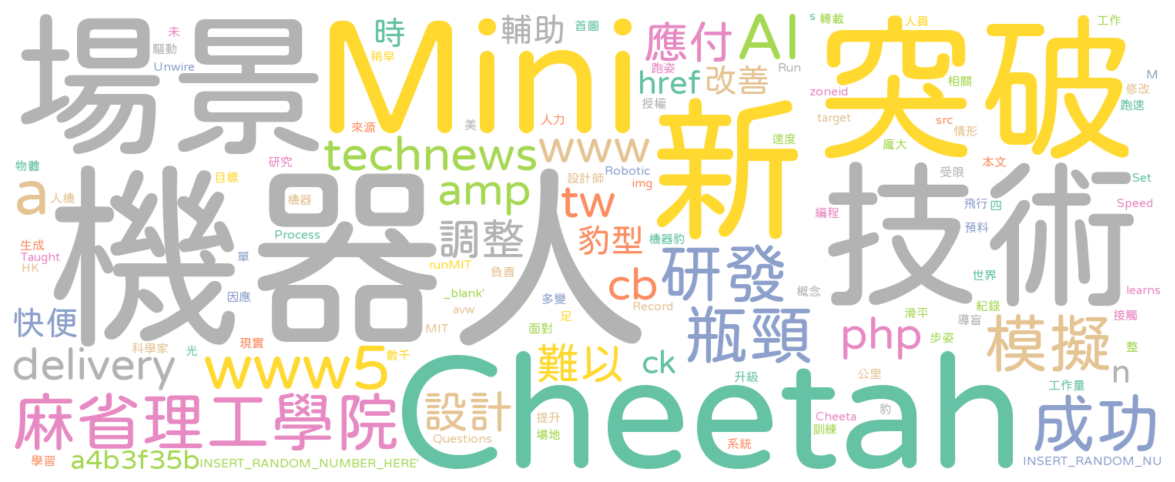 場景
Mini
突破
新
機器人
技術
Cheetah
時
輔助
首圖
應付
AI
s
轉載
人員
工作
未
驅動
Unwire
稍早
跑姿
href
改善
Run
授權
zoneid
相關
M
修改
跑速
來源
美
人力
target
src
情形
速度
龐大
technews
www
物體
研究
目標
設計師
Robotic
img
受限
本文
Set
a
人機
機器
amp
tw
編程
飛行
四
Speed
Process
調整
豹型
機器豹
預料
生成
Taught
HK
單
runMIT
負責
研發
世界
learns
因應
_blank'
avw
多變
cb
Record
概念
紀錄
快便
MIT
足
面對
瓶頸
滑平
導盲
接觸
科學家
光
現實
數千
php
步姿
模擬
整
delivery
www5
難以
ck
升級
公里
n
工作量
麻省理工學院
設計
提升
場地
Questions
系統
Cheeta
訓練
豹
成功
學習
a4b3f35b
INSERT_RANDOM_NUMBER_HERE'
INSERT_RANDOM_NU